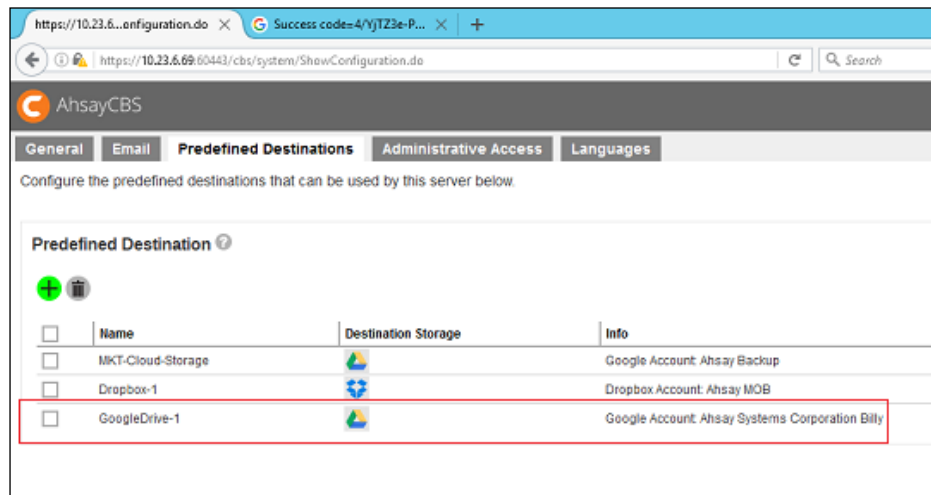 https://10.23.6...onfiguration.do Success code=4/YjTZ3e-P...
https://10.23.6.69:60443/cbs/system/ShowConfiguration.do Search
AhsayCBS
General Email Predefined Destinations Administrative Access Languages
Configure the predefined destinations that can be used by this server below.
Predefined Destination
Name Destination Storage Info
MKT-Cloud-Storage Google Account: Ahsay Backup
Dropbox-1 Dropbox Account: Ahsay MOB
GoogleDrive-1 Google Account: Ahsay Systems Corporation Billy